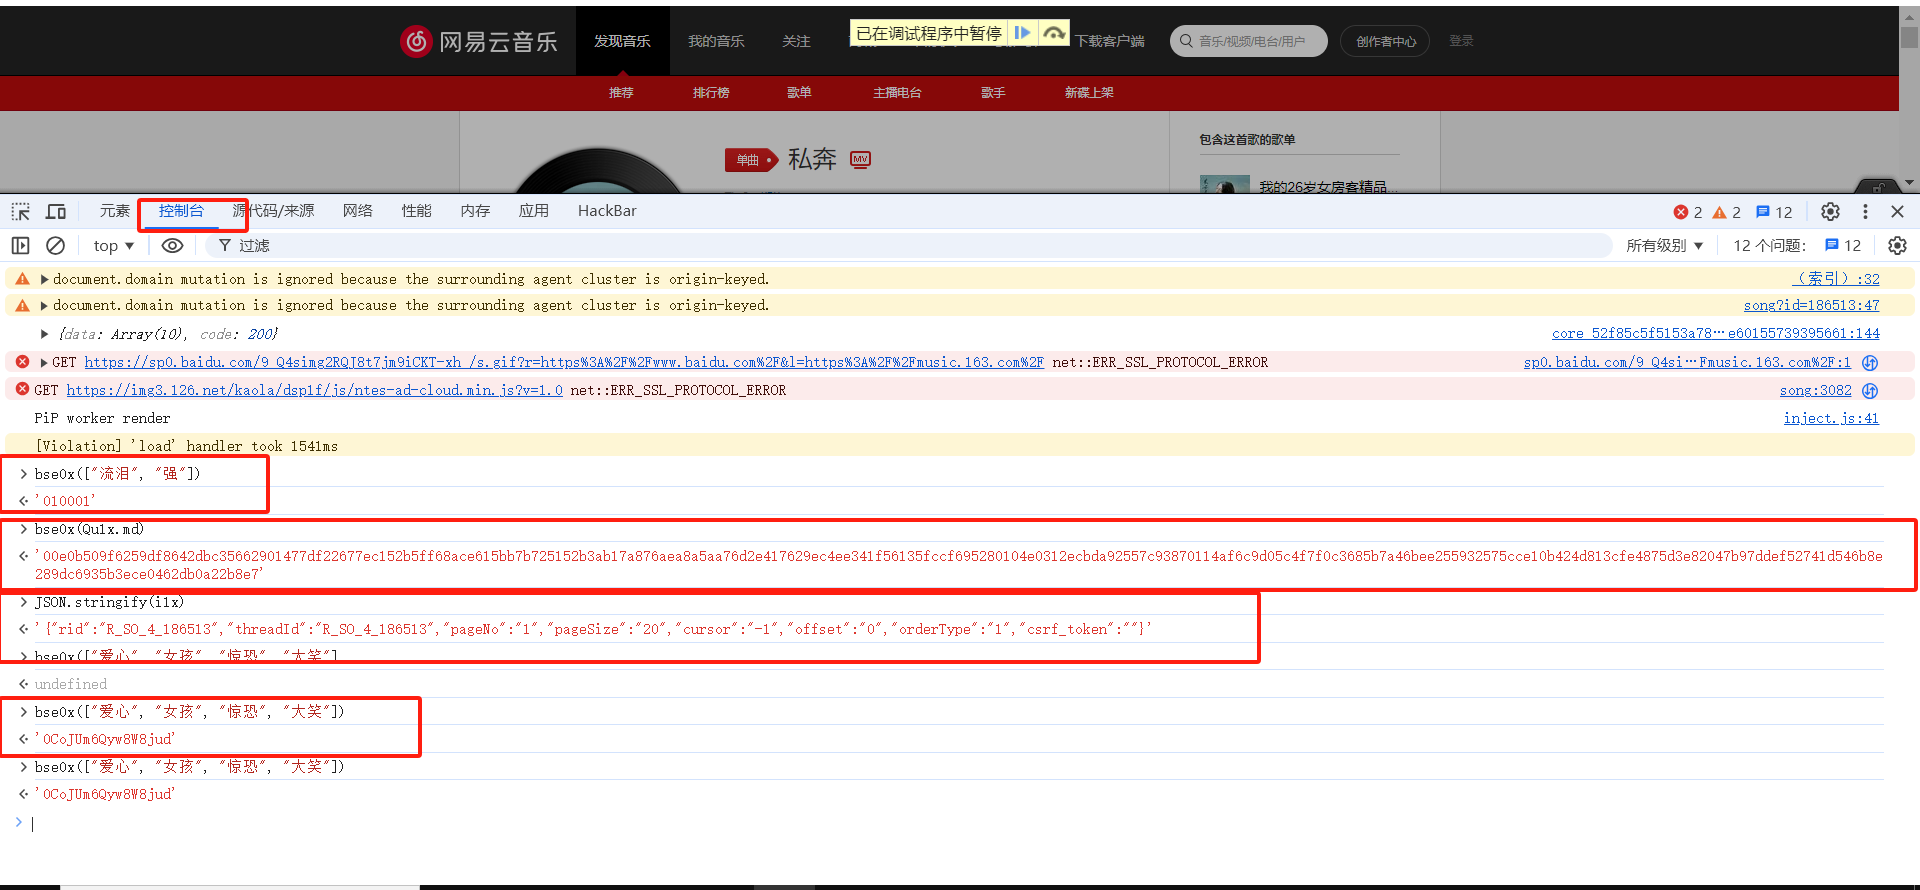 网易云音乐 发现音乐 我的音乐 关注 已在调试程序中暂停 下载客户端 音乐/视频/电台/用户 创作者中心 登录
推荐 排行榜 歌单 主播电台 歌手 新碟上架
单曲 私奔 MV
包含这首歌的歌单
我的26岁女房客精品...
元素 控制台 源代码/来源 网络 性能 内存 应用 HackBar 2 2 12
top 过滤 所有级别 12 个问题: 12
document.domain mutation is ignored because the surrounding agent cluster is origin-keyed. （索引）:32
document.domain mutation is ignored because the surrounding agent cluster is origin-keyed. song?id=186513:47
{data: Array(10), code: 200} core_52f85c5f5153a78…e60155739395661:144
GET https://sp0.baidu.com/9_Q4simg2RQJ8t7jm9iCKT-xh_/s.gif?r=https%3A%2F%2Fwww.baidu.com%2F&l=https%3A%2F%2Fmusic.163.com%2F net::ERR_SSL_PROTOCOL_ERROR sp0.baidu.com/9_Q4si…Fmusic.163.com%2F:1
GET https://img3.126.net/kaola/dsp1f/js/ntes-ad-cloud.min.js?v=1.0 net::ERR_SSL_PROTOCOL_ERROR song:3082
PiP worker render inject.js:41
[Violation] 'load' handler took 1541ms
bse0x(["流泪", "强"])
'010001'
bse0x(Qu1x.md)
'00e0b509f6259df8642dbc35662901477df22677ec152b5ff68ace615bb7b725152b3ab17a876aea8a5aa76d2e417629ec4ee341f56135fccf695280104e0312ecbda92557c93870114af6c9d05c4f7f0c3685b7a46bee255932575cce10b424d813cfe4875d3e82047b97ddef52741d546b8e
289dc6935b3ece0462db0a22b8e7'
JSON.stringify(i1x)
'{"rid":"R_SO_4_186513","threadId":"R_SO_4_186513","pageNo":"1","pageSize":"20","cursor":"-1","offset":"0","orderType":"1","csrf_token":""}'
bse0x(["爱心", "女孩", "惊恐", "大笑"]
undefined
bse0x(["爱心", "女孩", "惊恐", "大笑"])
'0CoJUm6Qyw8W8jud'
bse0x(["爱心", "女孩", "惊恐", "大笑"])
'0CoJUm6Qyw8W8jud'